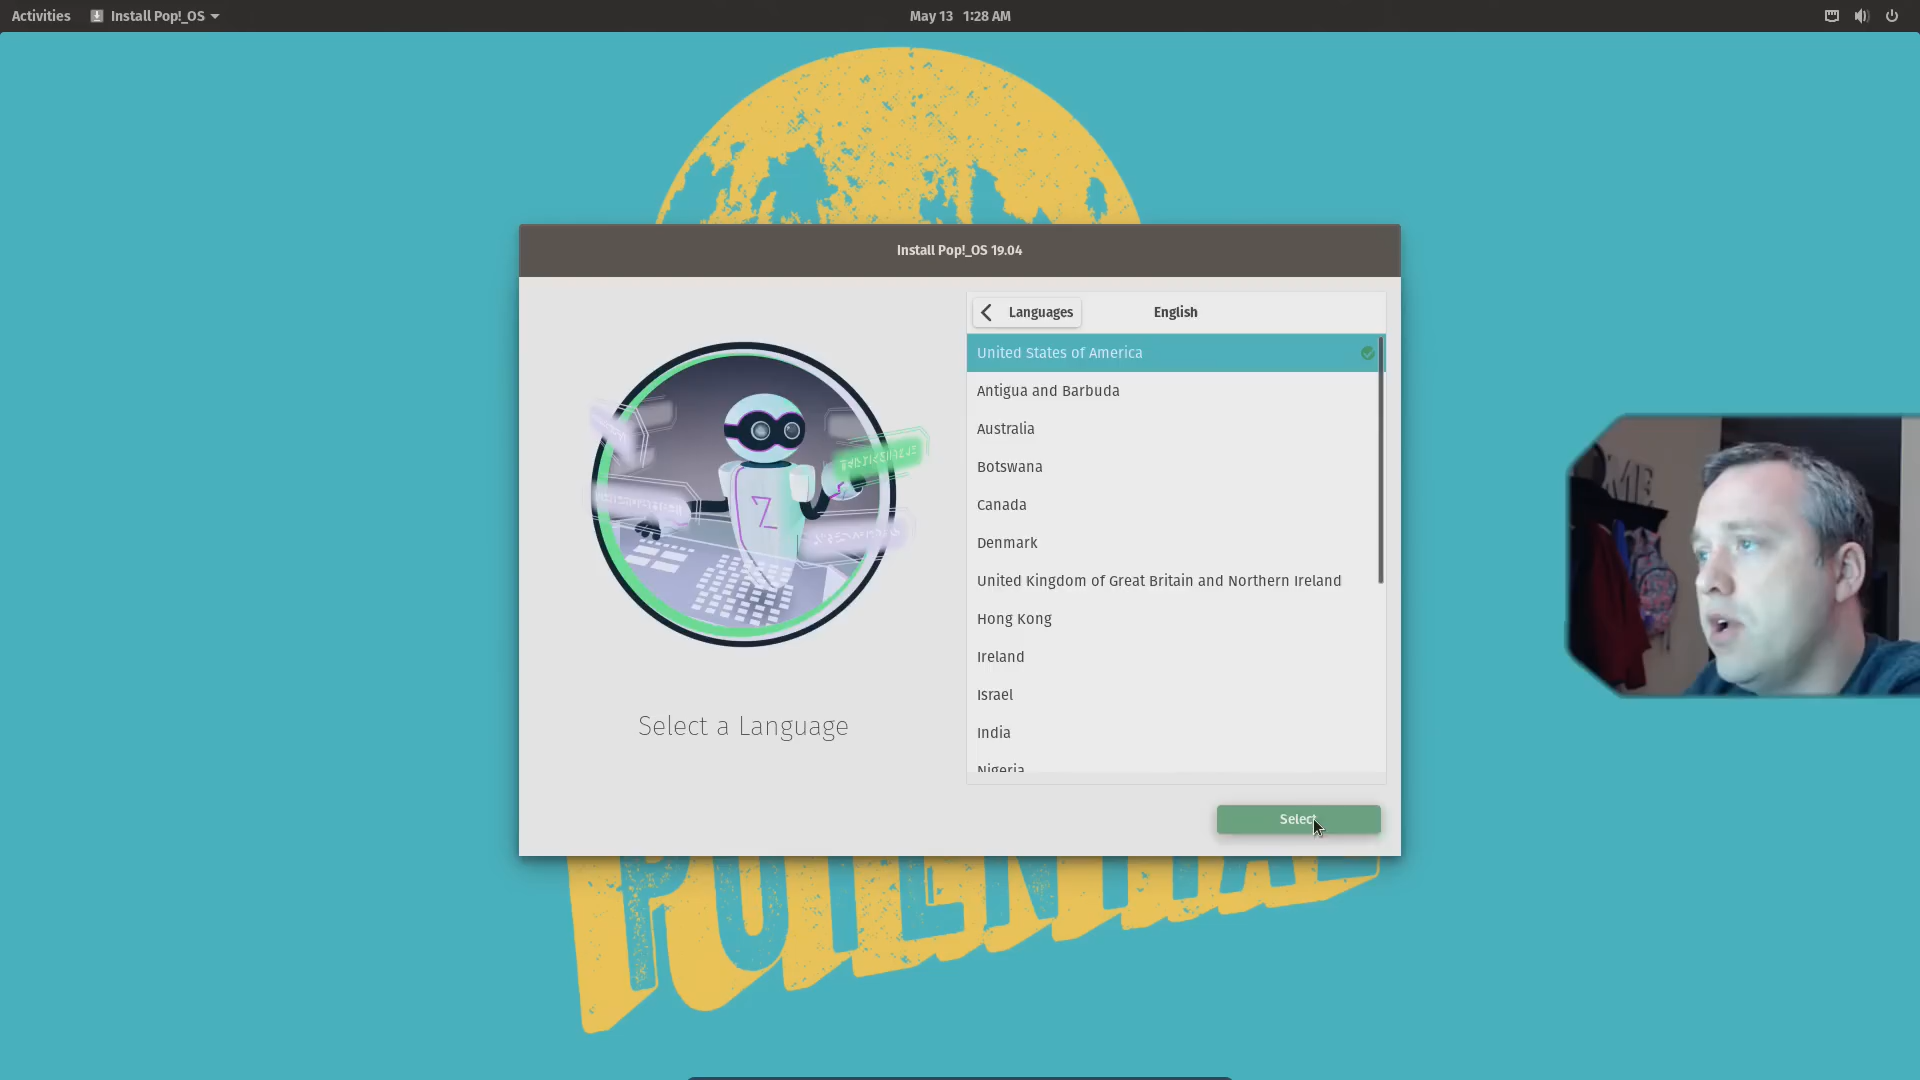 Activities
Install Pop!_OS
May 13 1:28 AM
Install Pop!_OS 19.04
Languages
English
United States of America
Antigua and Barbuda
Australia
Botswana
Canada
Denmark
United Kingdom of Great Britain and Northern Ireland
Hong Kong
Ireland
Israel
India
Nigeria
Select a Language
Select
POTENTIAL